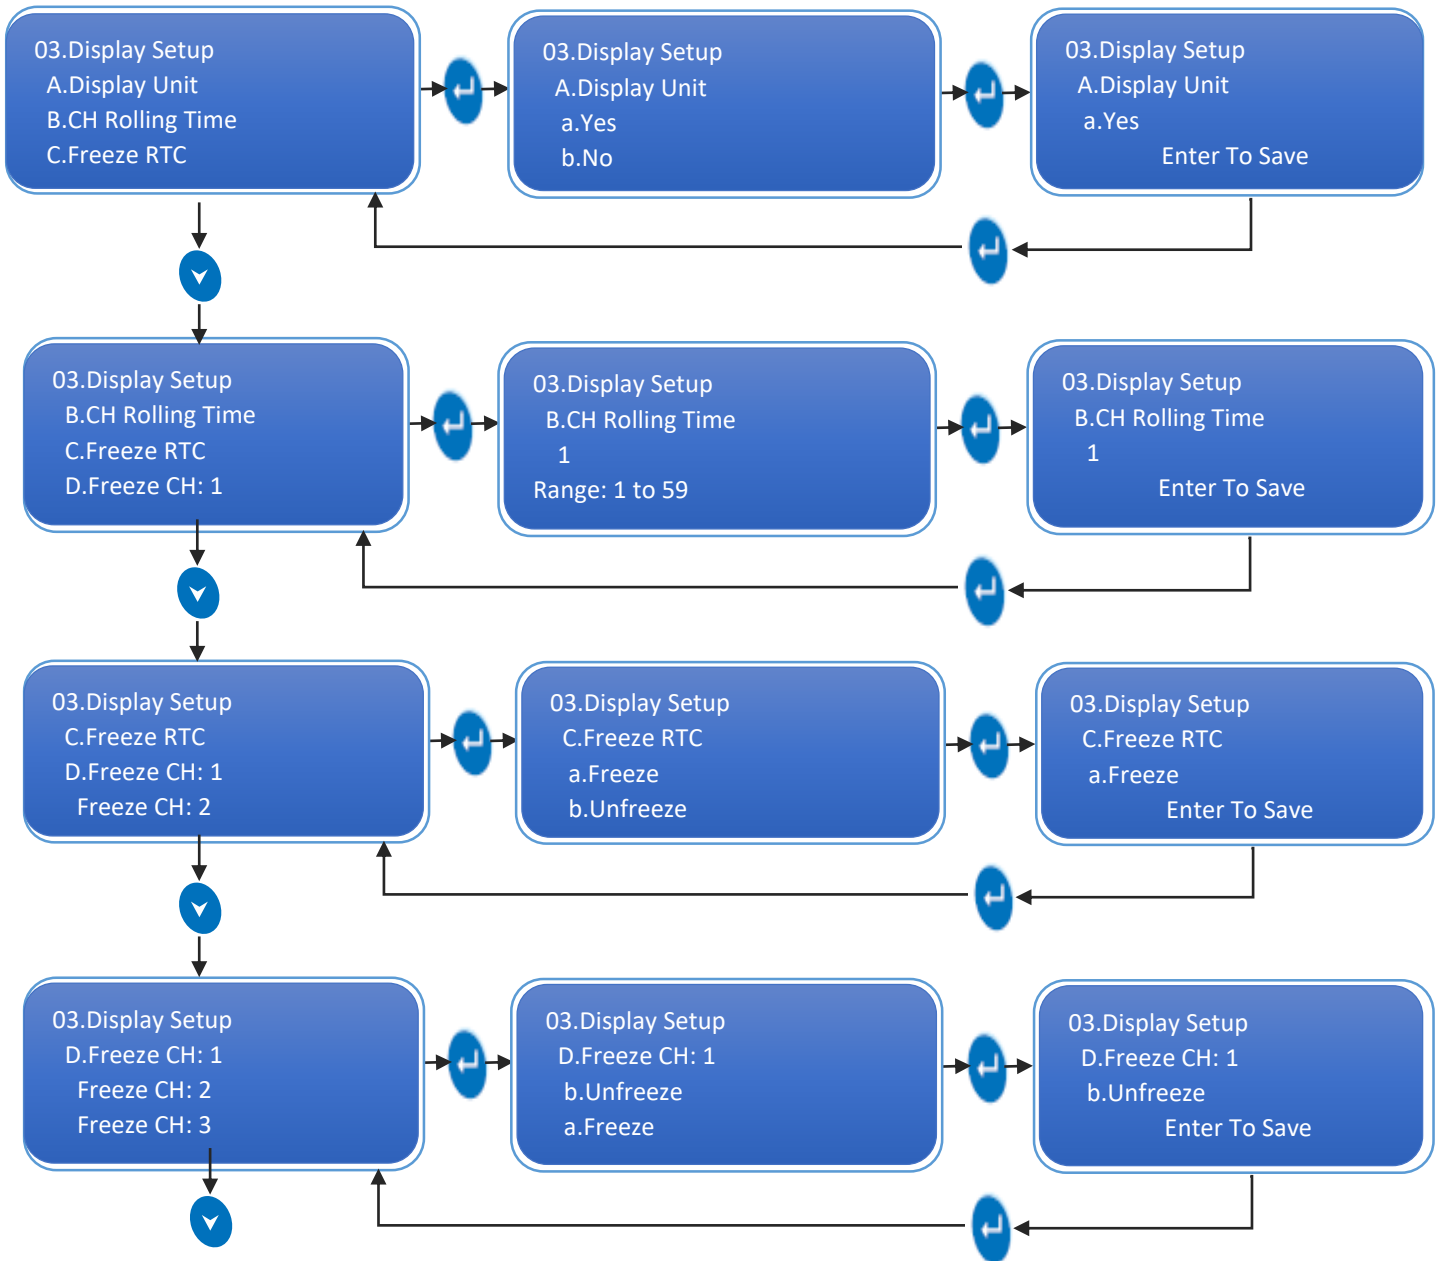 03.Display Setup
A.Display Unit
B.CH Rolling Time
C.Freeze RTC
03.Display Setup
A.Display Unit
a.Yes
b.No
03.Display Setup
A.Display Unit
a.Yes
Enter To Save
03.Display Setup
B.CH Rolling Time
C.Freeze RTC
D.Freeze CH: 1
03.Display Setup
B.CH Rolling Time
1
Range: 1 to 59
03.Display Setup
B.CH Rolling Time
1
Enter To Save
03.Display Setup
C.Freeze RTC
D.Freeze CH: 1
Freeze CH: 2
03.Display Setup
C.Freeze RTC
a.Freeze
b.Unfreeze
03.Display Setup
C.Freeze RTC
a.Freeze
Enter To Save
03.Display Setup
D.Freeze CH: 1
Freeze CH: 2
Freeze CH: 3
03.Display Setup
D.Freeze CH: 1
b.Unfreeze
a.Freeze
03.Display Setup
D.Freeze CH: 1
b.Unfreeze
Enter To Save